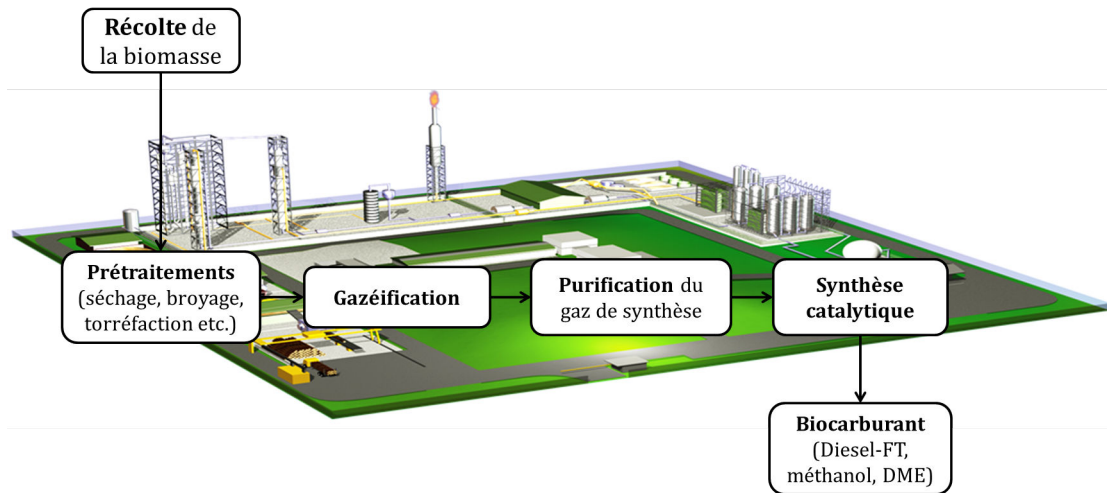 Récolte de
la biomasse
Prétraitements
(séchage, broyage,
torréfaction etc.)
Gazéification
Purification du
gaz de synthèse
Synthèse
catalytique
Biocarburant
(Diesel-FT,
méthanol, DME)